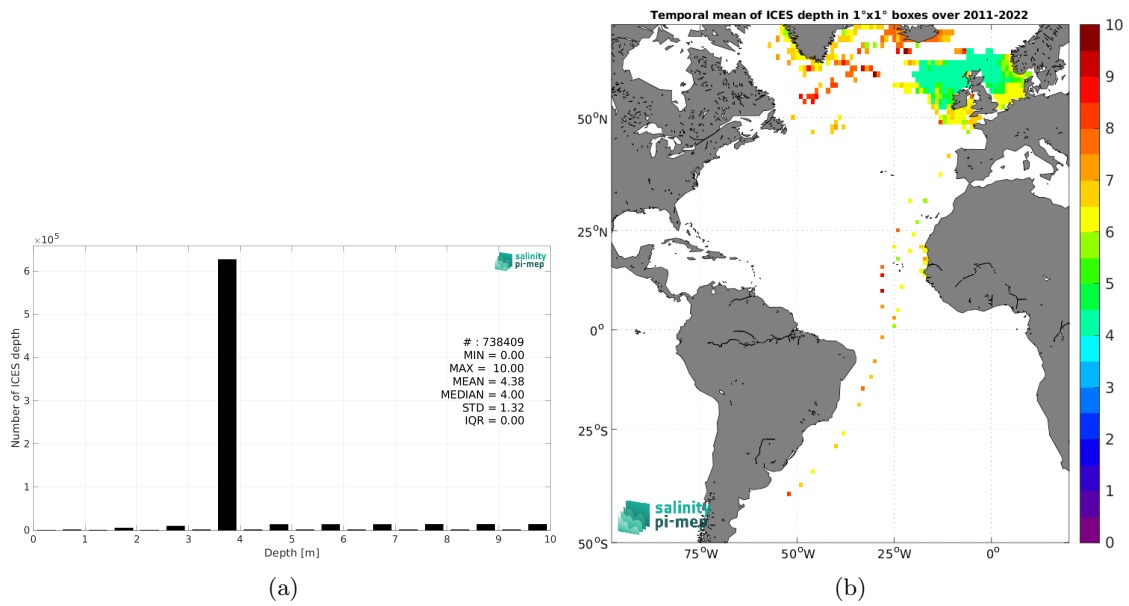 ×10⁵
6
5
4
3
2
1
0
Number of ICES depth
0 1 2 3 4 5 6 7 8 9 10
Depth [m]
salinity
pi-mep
# : 738409
MIN = 0.00
MAX = 10.00
MEAN = 4.38
MEDIAN = 4.00
STD = 1.32
IQR = 0.00
(a)
Temporal mean of ICES depth in 1°x1° boxes over 2011-2022
50°N
25°N
0°
25°S
50°S
75°W 50°W 25°W 0°
salinity
pi-mep
10
9
8
7
6
5
4
3
2
1
0
(b)